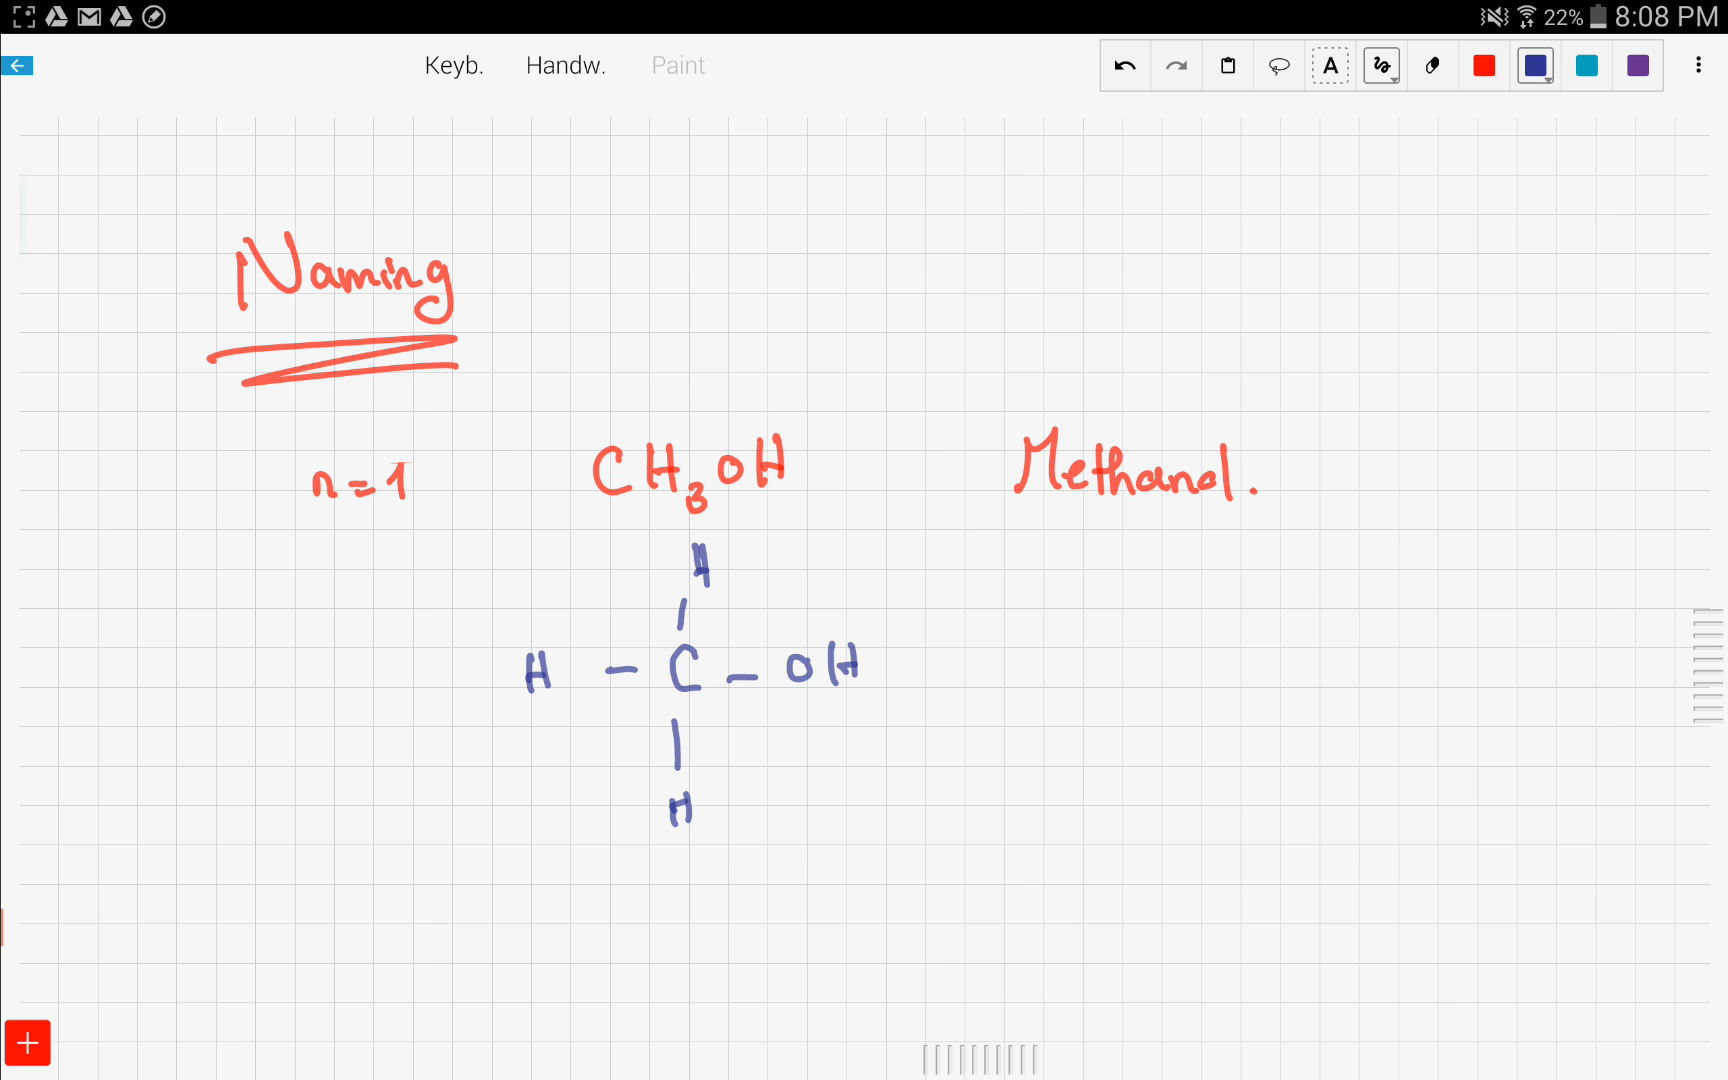 22% 8:08 PM
Keyb. Handw. Paint A
Naming
n=1 CH₃OH Methanol.
H
H - C - OH
H